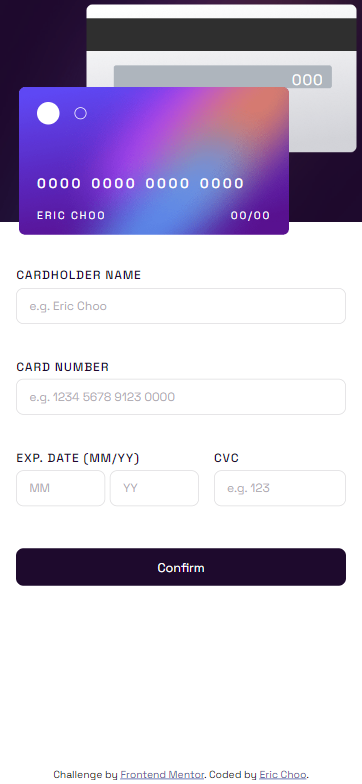 000
0000 0000 0000 0000
ERIC CHOO 00/00
CARDHOLDER NAME
e.g. Eric Choo
CARD NUMBER
e.g. 1234 5678 9123 0000
EXP. DATE (MM/YY) CVC
MM YY e.g. 123
Confirm
Challenge by Frontend Mentor. Coded by Eric Choo.